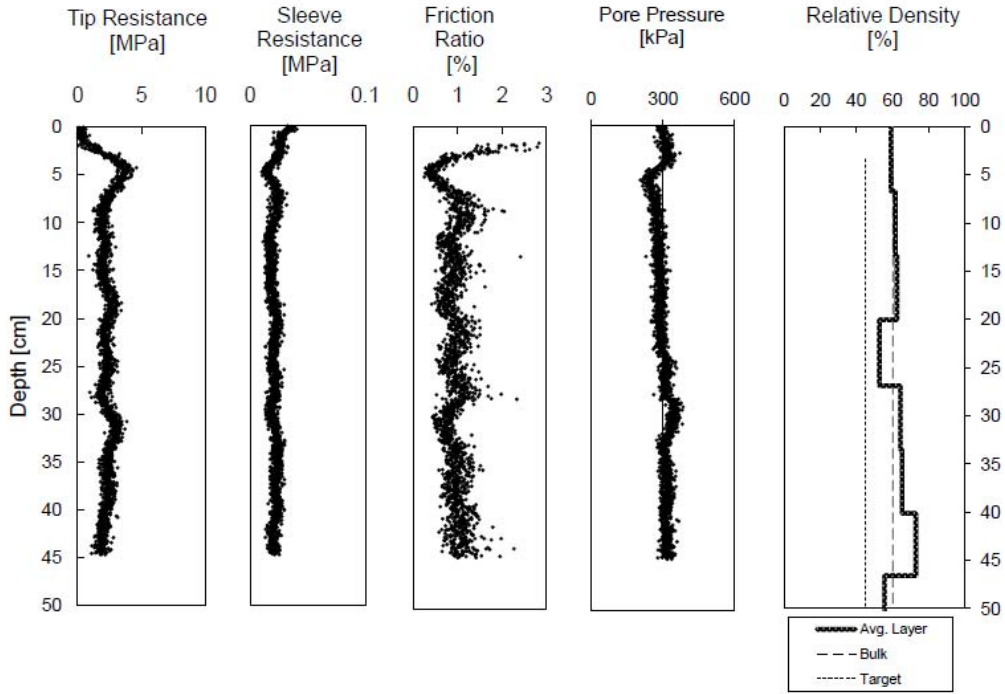 Tip Resistance
[MPa]
Sleeve
Resistance
[MPa]
Friction
Ratio
[%]
Pore Pressure
[kPa]
Relative Density
[%]
0 5 10
0 0.1
0 1 2 3
0 300 600
0 20 40 60 80 100
Depth [cm]
0 0
5 5
10 10
15 15
20 20
25 25
30 30
35 35
40 40
45 45
50 50
Avg. Layer
Bulk
Target